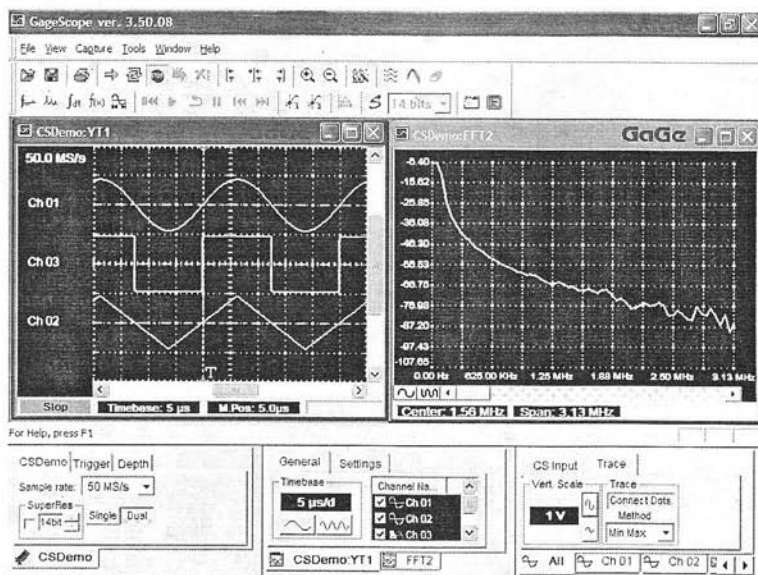 GageScope ver. 3.50.08
File View Capture Tools Window Help
14 bits
CSDemo:YT1
50.0 MS/s
Ch 01
Ch 03
Ch 02
T
Stop Timebase: 5 µs M.Pos: 5.0µs
CSDemo:FFT2 GaGe
-5.40
-15.62
-25.85
-36.08
-46.30
-56.53
-66.75
-76.98
-87.20
-97.43
-107.65
0.00 Hz 625.00 KHz 1.25 MHz 1.88 MHz 2.50 MHz 3.13 MHz
Center: 1.56 MHz Span: 3.13 MHz
For Help, press F1
CSDemo Trigger Depth
Sample rate: 50 MS/s
SuperRes
14bit
Single Dual
CSDemo
General Settings
Timebase
5 µs/d
Channel Na...
Ch 01
Ch 02
Ch 03
CSDemo:YT1 FFT2
CS Input Trace
Vert. Scale
1 V
Trace
Connect Dots
Method
Min Max
All Ch 01 Ch 02